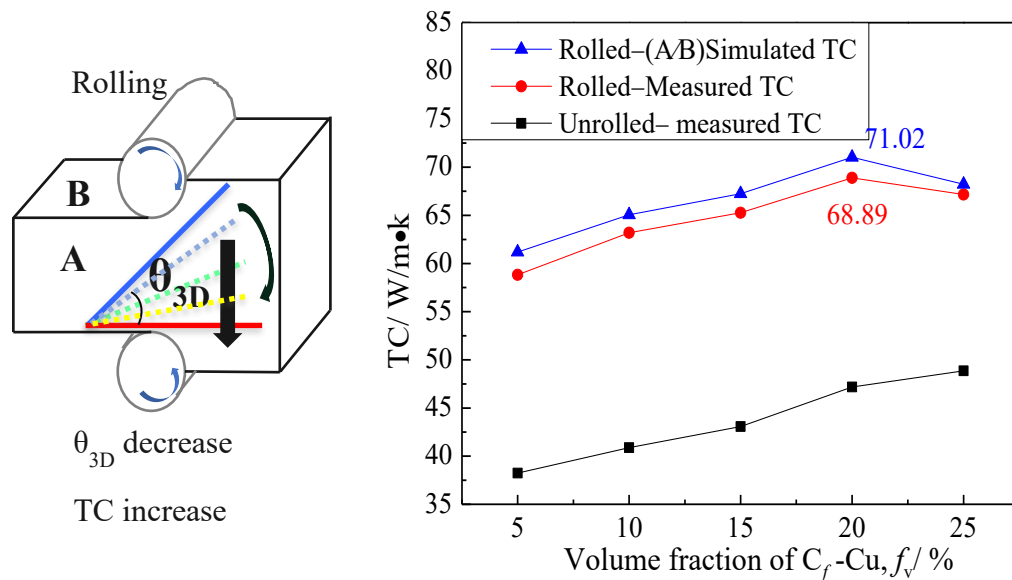 Rolling
B
A
θ3D
θ3D decrease
TC increase
Rolled–(A/B)Simulated TC
Rolled–Measured TC
Unrolled– measured TC
71.02
68.89
TC/ W/m•k
85
80
75
70
65
60
55
50
45
40
35
5
10
15
20
25
Volume fraction of Cf -Cu, fv/ %